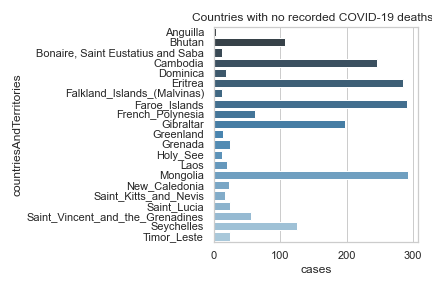 Countries with no recorded COVID-19 deaths
countriesAndTerritories
Anguilla
Bhutan
Bonaire, Saint Eustatius and Saba
Cambodia
Dominica
Eritrea
Falkland_Islands_(Malvinas)
Faroe_Islands
French_Polynesia
Gibraltar
Greenland
Grenada
Holy_See
Laos
Mongolia
New_Caledonia
Saint_Kitts_and_Nevis
Saint_Lucia
Saint_Vincent_and_the_Grenadines
Seychelles
Timor_Leste
0 100 200 300
cases